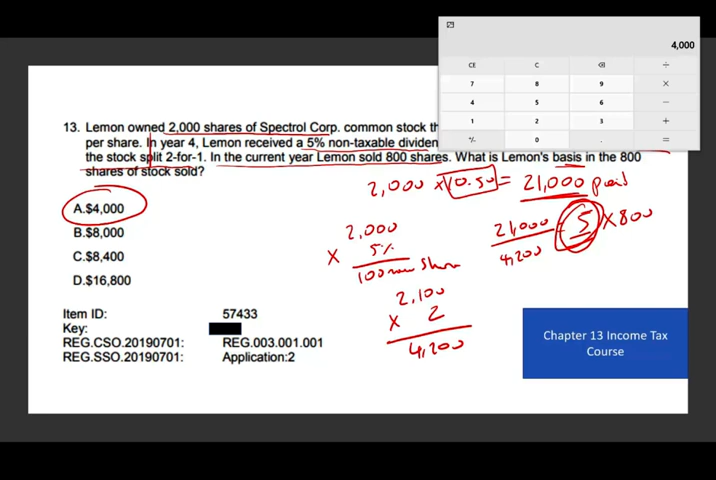 4,000
CE C ⌫ ÷
7 8 9 ×
4 5 6 −
1 2 3 +
⁺/₋ 0 . =
13. Lemon owned 2,000 shares of Spectrol Corp. common stock th
per share. In year 4, Lemon received a 5% non-taxable dividen
the stock split 2-for-1. In the current year Lemon sold 800 shares. What is Lemon's basis in the 800
shares of stock sold?
2,000 × 10.50 = 21,000 paid
A.$4,000
B.$8,000
C.$8,400
D.$16,800
2,000
× 5%
100 new share
21,000
4,200
= 5 × 800
2,100
× 2
4,200
Item ID: 57433
Key:
REG.CSO.20190701: REG.003.001.001
REG.SSO.20190701: Application:2
Chapter 13 Income Tax
Course